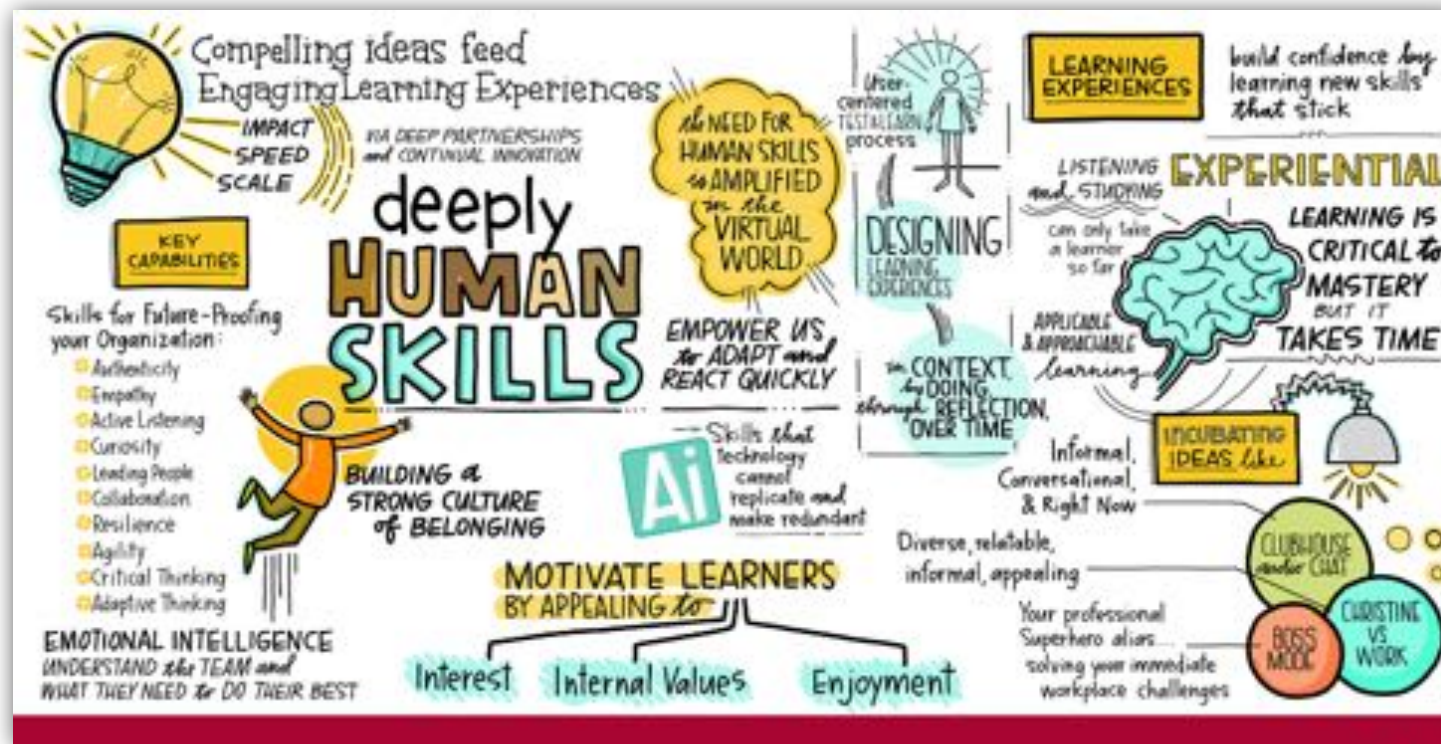 Compelling ideas feed
Engaging Learning Experiences
IMPACT
SPEED
SCALE
VIA DEEP PARTNERSHIPS
and CONTINUAL INNOVATION
KEY
CAPABILITIES
Skills for Future-Proofing
your Organization:
Authenticity
Empathy
Active Listening
Curiosity
Leading People
Collaboration
Resilience
Agility
Critical Thinking
Adaptive Thinking
EMOTIONAL INTELLIGENCE
UNDERSTAND the TEAM and
WHAT THEY NEED to DO THEIR BEST
deeply
HUMAN
SKILLS
BUILDING a
STRONG CULTURE
of BELONGING
the NEED FOR
HUMAN SKILLS
is AMPLIFIED
in the
VIRTUAL
WORLD
EMPOWER US
to ADAPT and
REACT QUICKLY
Ai
Skills that
technology
cannot
replicate and
make redundant
MOTIVATE LEARNERS
BY APPEALING to
Interest
Internal Values
Enjoyment
User-
centered
TEST & LEARN
process
DESIGNING
LEARNING
EXPERIENCES
in CONTEXT,
by DOING,
through REFLECTION,
OVER TIME
LEARNING
EXPERIENCES
build confidence by
learning new skills
that stick
LISTENING
and STUDYING
can only take
a learner
so far
EXPERIENTIAL
LEARNING IS
CRITICAL to
MASTERY
BUT IT
TAKES TIME
APPLICABLE
& APPROACHABLE
learning
INCUBATING
IDEAS like
Informal,
Conversational,
& Right Now
CLUBHOUSE
CHAT
Diverse, relatable,
informal, appealing
CHRISTINE
VS
WORK
Your professional
Superhero alias....
solving your immediate
workplace challenges
BOSS
MODE